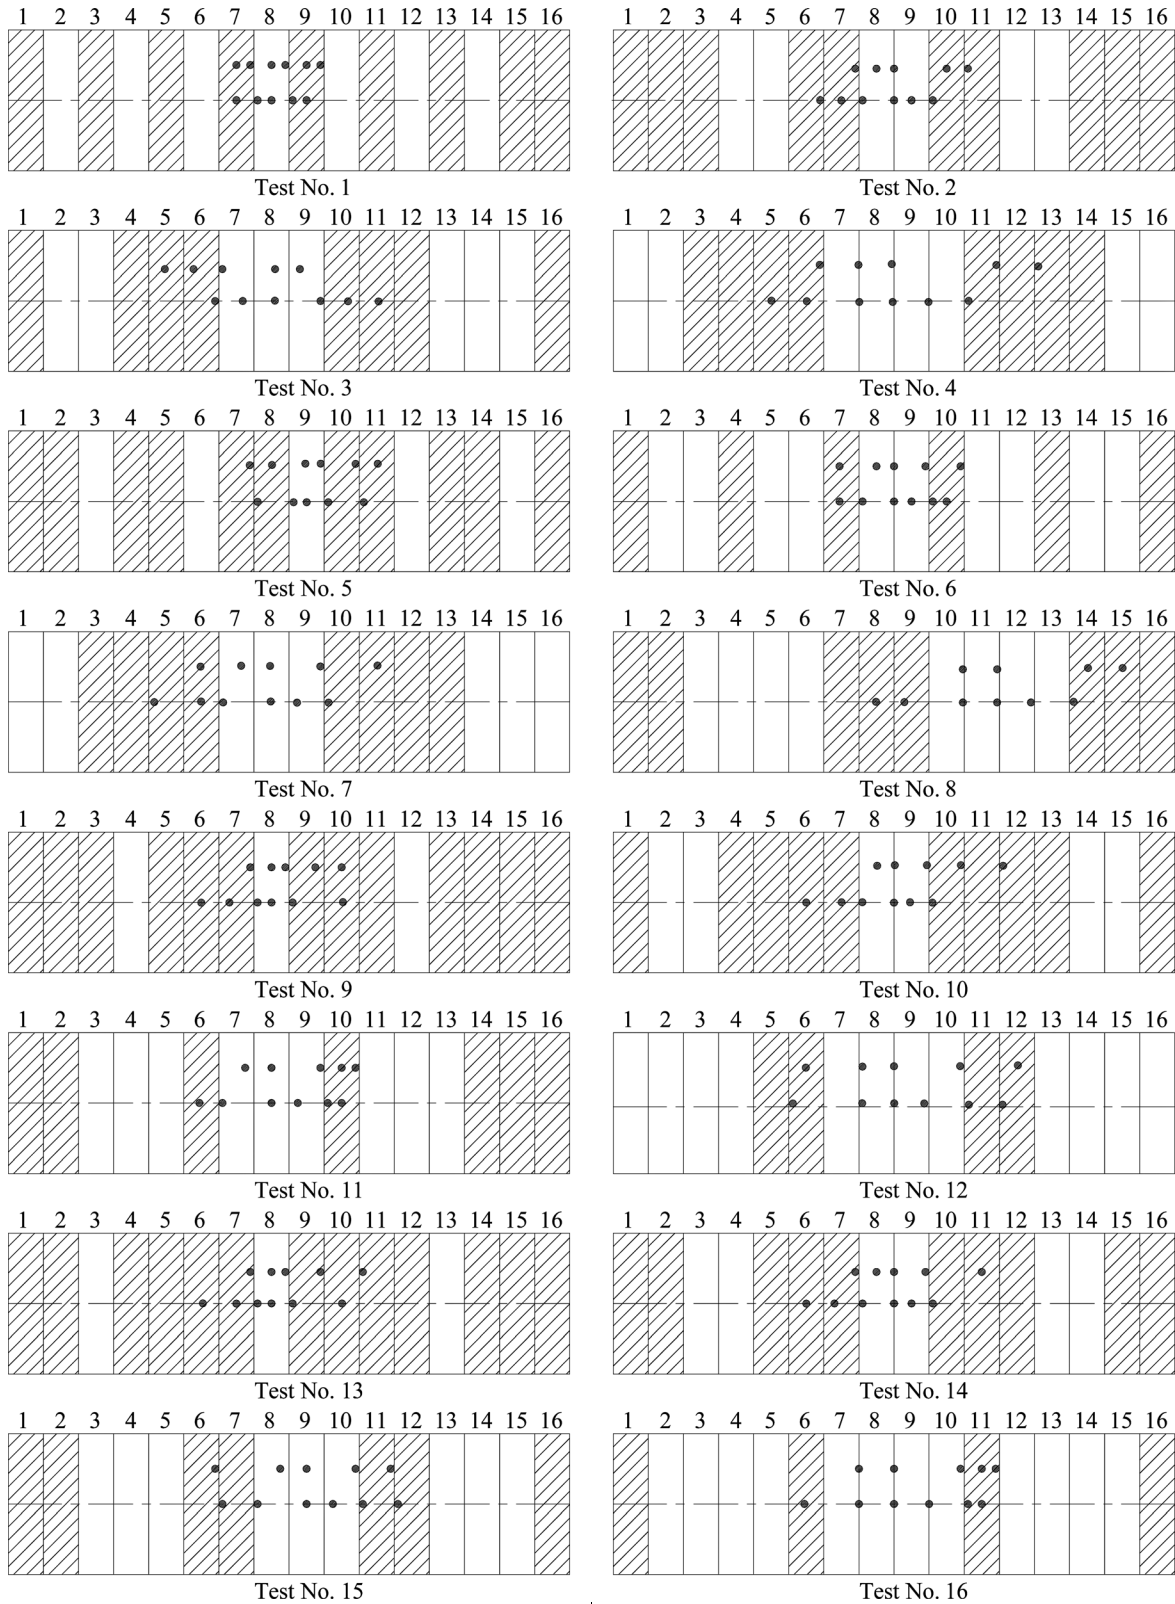 1 2 3 4 5 6 7 8 9 10 11 12 13 14 15 16
1 2 3 4 5 6 7 8 9 10 11 12 13 14 15 16
Test No. 1
Test No. 2
1 2 3 4 5 6 7 8 9 10 11 12 13 14 15 16
1 2 3 4 5 6 7 8 9 10 11 12 13 14 15 16
Test No. 3
Test No. 4
1 2 3 4 5 6 7 8 9 10 11 12 13 14 15 16
1 2 3 4 5 6 7 8 9 10 11 12 13 14 15 16
Test No. 5
Test No. 6
1 2 3 4 5 6 7 8 9 10 11 12 13 14 15 16
1 2 3 4 5 6 7 8 9 10 11 12 13 14 15 16
Test No. 7
Test No. 8
1 2 3 4 5 6 7 8 9 10 11 12 13 14 15 16
1 2 3 4 5 6 7 8 9 10 11 12 13 14 15 16
Test No. 9
Test No. 10
1 2 3 4 5 6 7 8 9 10 11 12 13 14 15 16
1 2 3 4 5 6 7 8 9 10 11 12 13 14 15 16
Test No. 11
Test No. 12
1 2 3 4 5 6 7 8 9 10 11 12 13 14 15 16
1 2 3 4 5 6 7 8 9 10 11 12 13 14 15 16
Test No. 13
Test No. 14
1 2 3 4 5 6 7 8 9 10 11 12 13 14 15 16
1 2 3 4 5 6 7 8 9 10 11 12 13 14 15 16
Test No. 15
Test No. 16